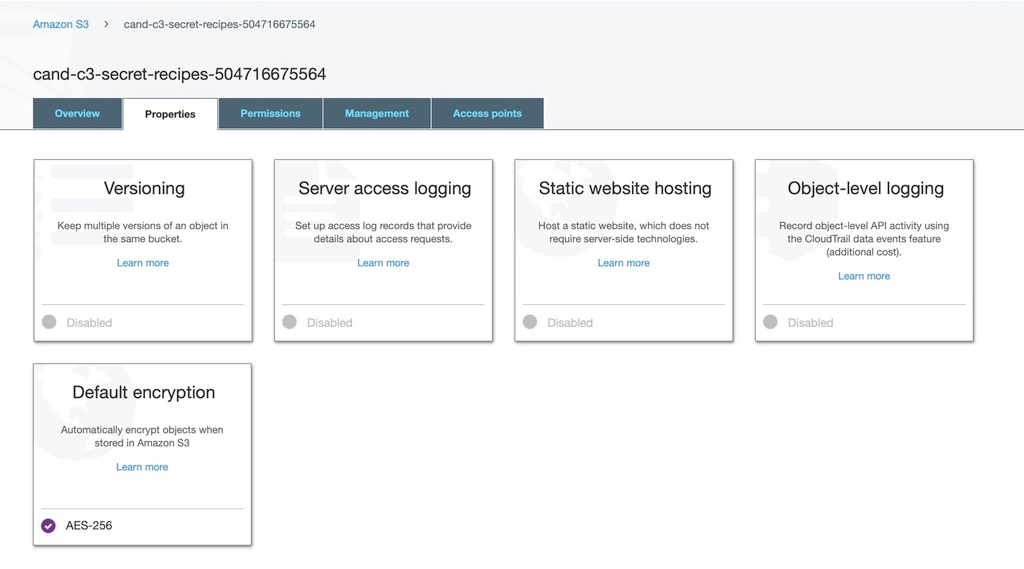 Amazon S3 > cand-c3-secret-recipes-504716675564
cand-c3-secret-recipes-504716675564
Overview Properties Permissions Management Access points
Versioning
Keep multiple versions of an object in
the same bucket.
Learn more
Disabled
Server access logging
Set up access log records that provide
details about access requests.
Learn more
Disabled
Static website hosting
Host a static website, which does not
require server-side technologies.
Learn more
Disabled
Object-level logging
Record object-level API activity using
the CloudTrail data events feature
(additional cost).
Learn more
Disabled
Default encryption
Automatically encrypt objects when
stored in Amazon S3
Learn more
AES-256